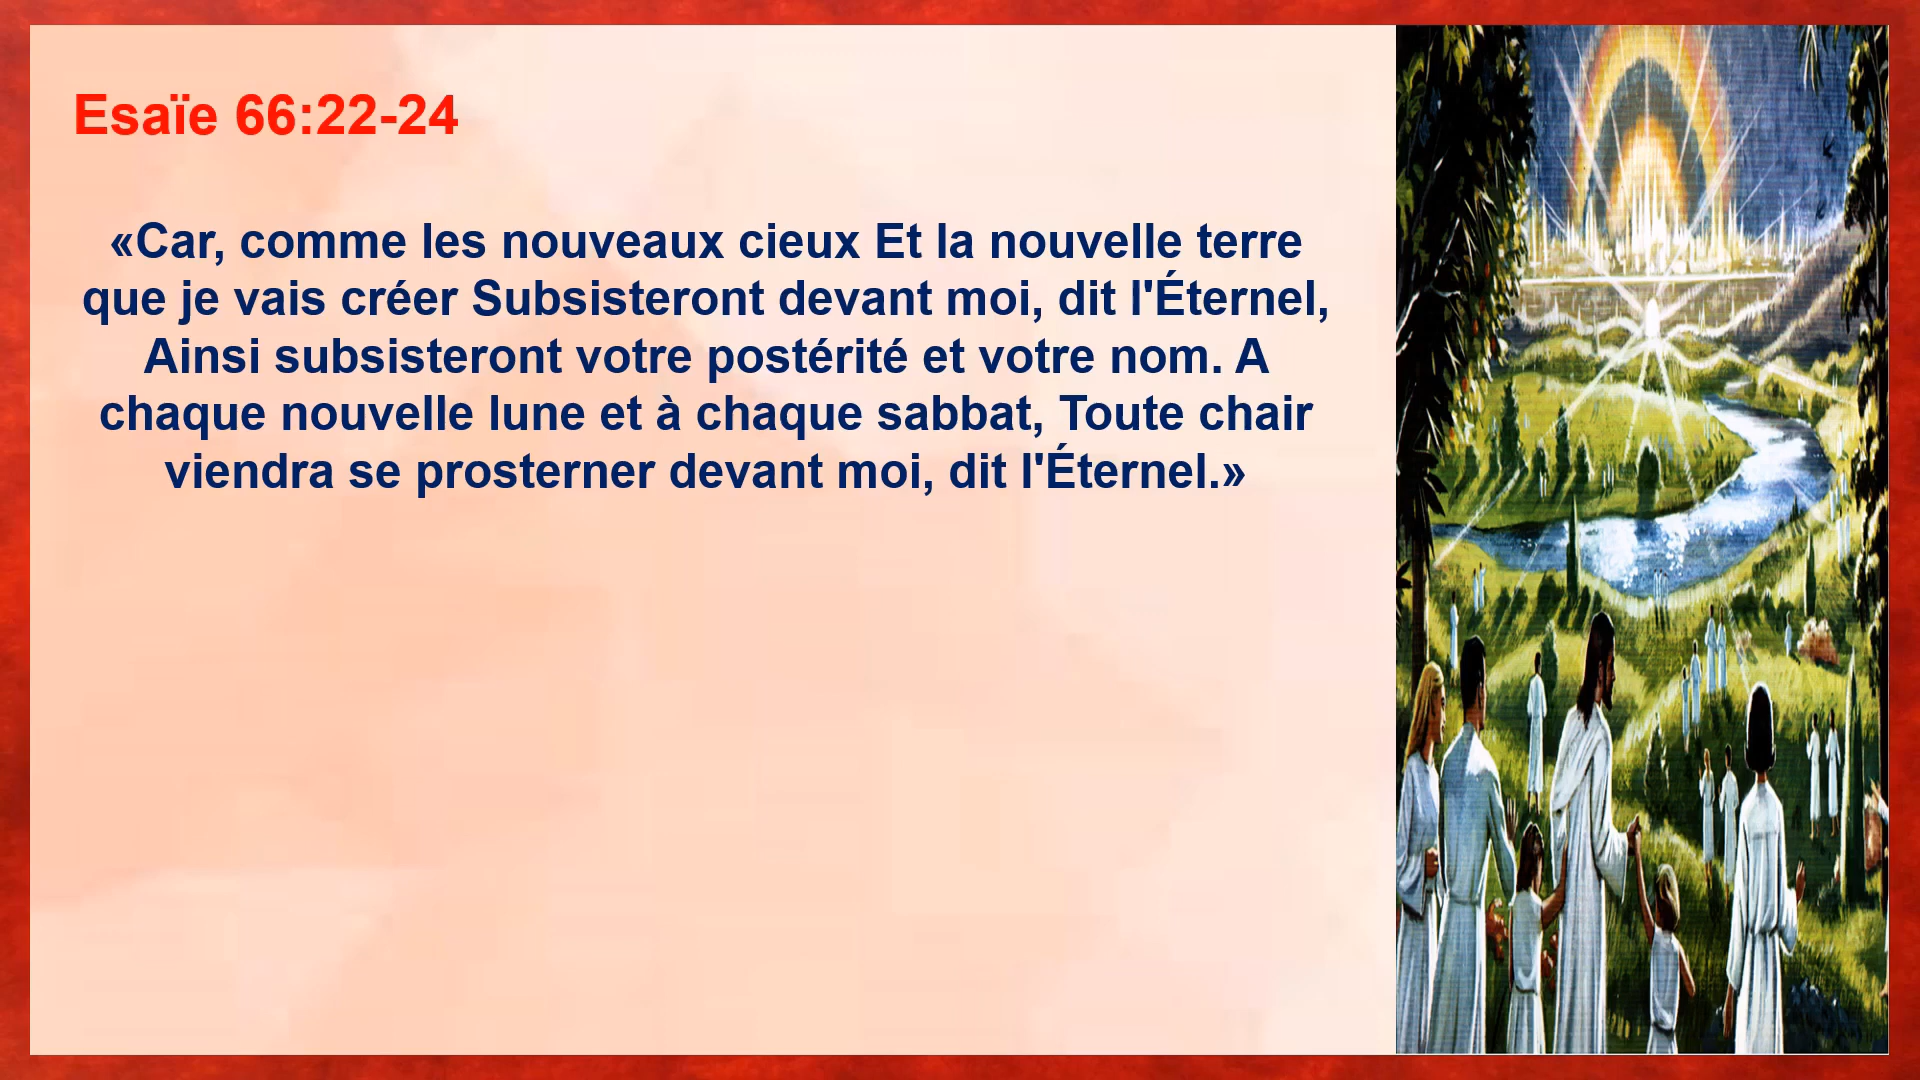 Esaïe 66:22-24
«Car, comme les nouveaux cieux Et la nouvelle terre
que je vais créer Subsisteront devant moi, dit l'Éternel,
Ainsi subsisteront votre postérité et votre nom. A
chaque nouvelle lune et à chaque sabbat, Toute chair
viendra se prosterner devant moi, dit l'Éternel.»